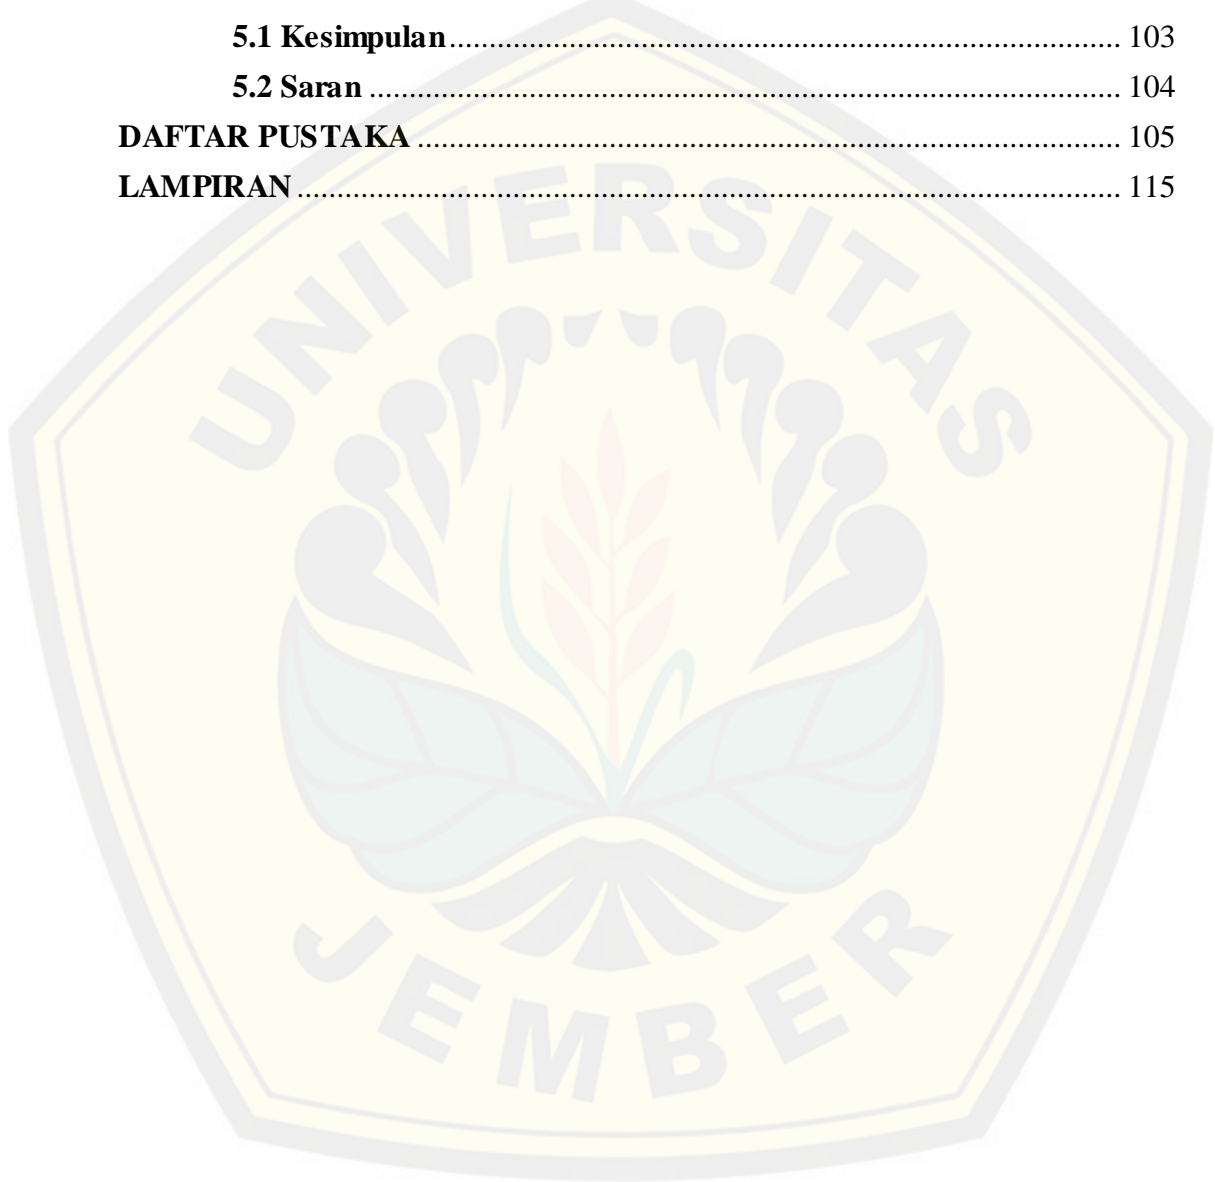 5.1 Kesimpulan.................................................................................... 103
5.2 Saran .............................................................................................. 104
DAFTAR PUSTAKA ........................................................................................ 105
LAMPIRAN....................................................................................................... 115
UNIVERSITAS
JEMBER